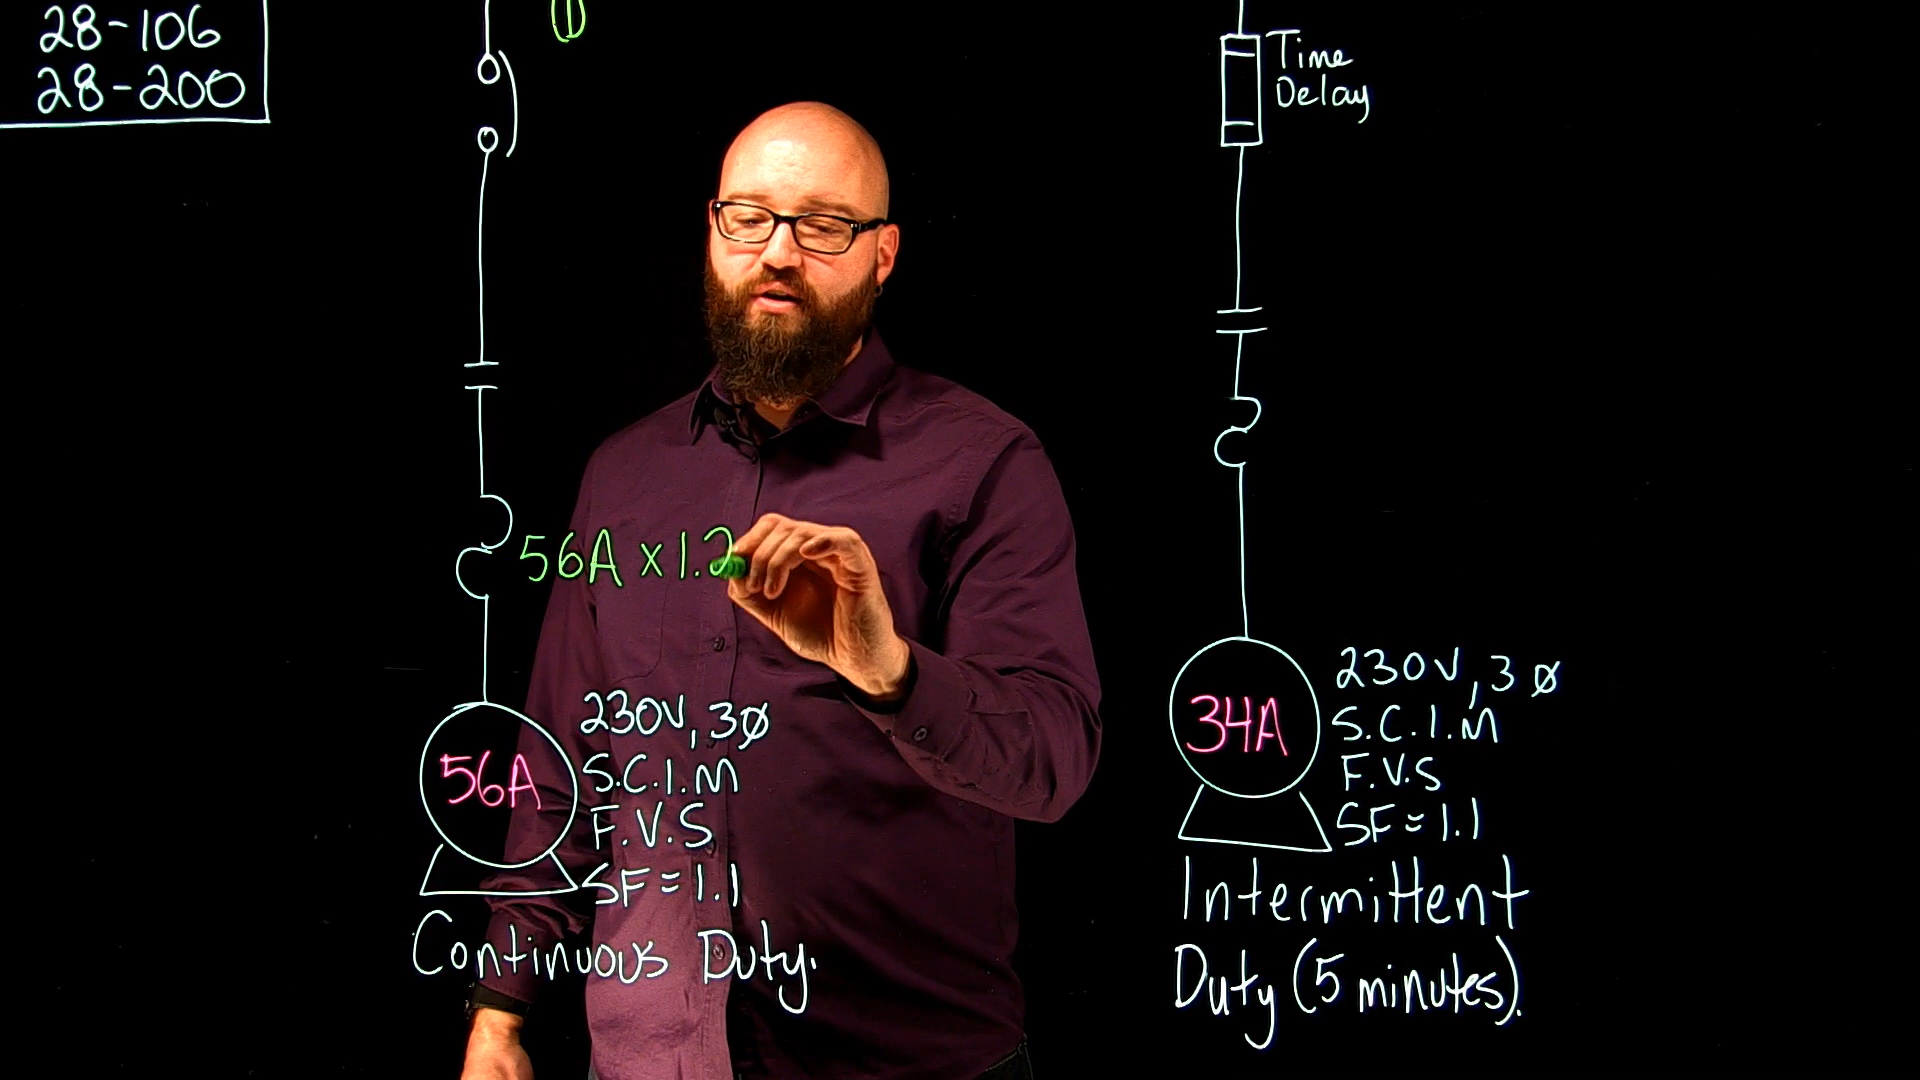 28-106
28-200
①
Time
Delay
56A x 1.2
56A
230V, 3Ø
S.C.I.M
F.V.S
SF = 1.1
Continuous Duty.
34A
230V, 3Ø
S.C.I.M
F.V.S
SF = 1.1
Intermittent
Duty (5 minutes).